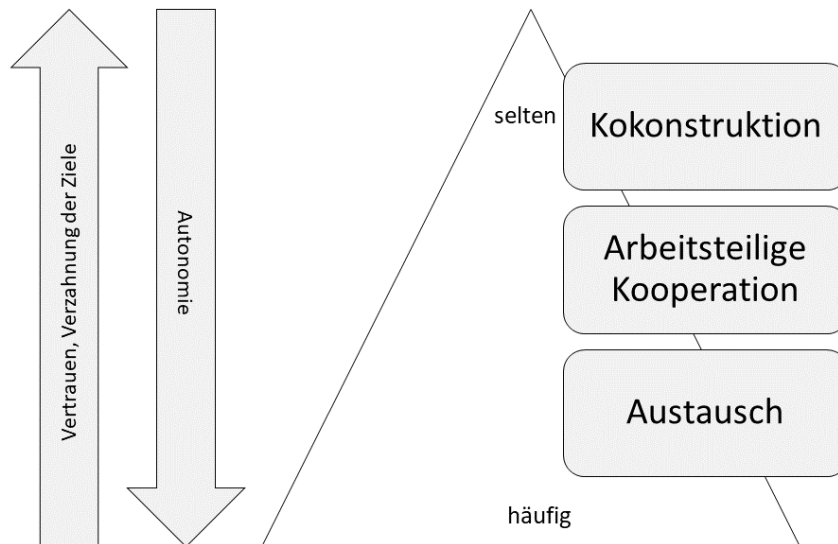 Vertrauen, Verzahnung der Ziele
Autonomie
selten
Kokonstruktion
Arbeitsteilige
Kooperation
Austausch
häufig